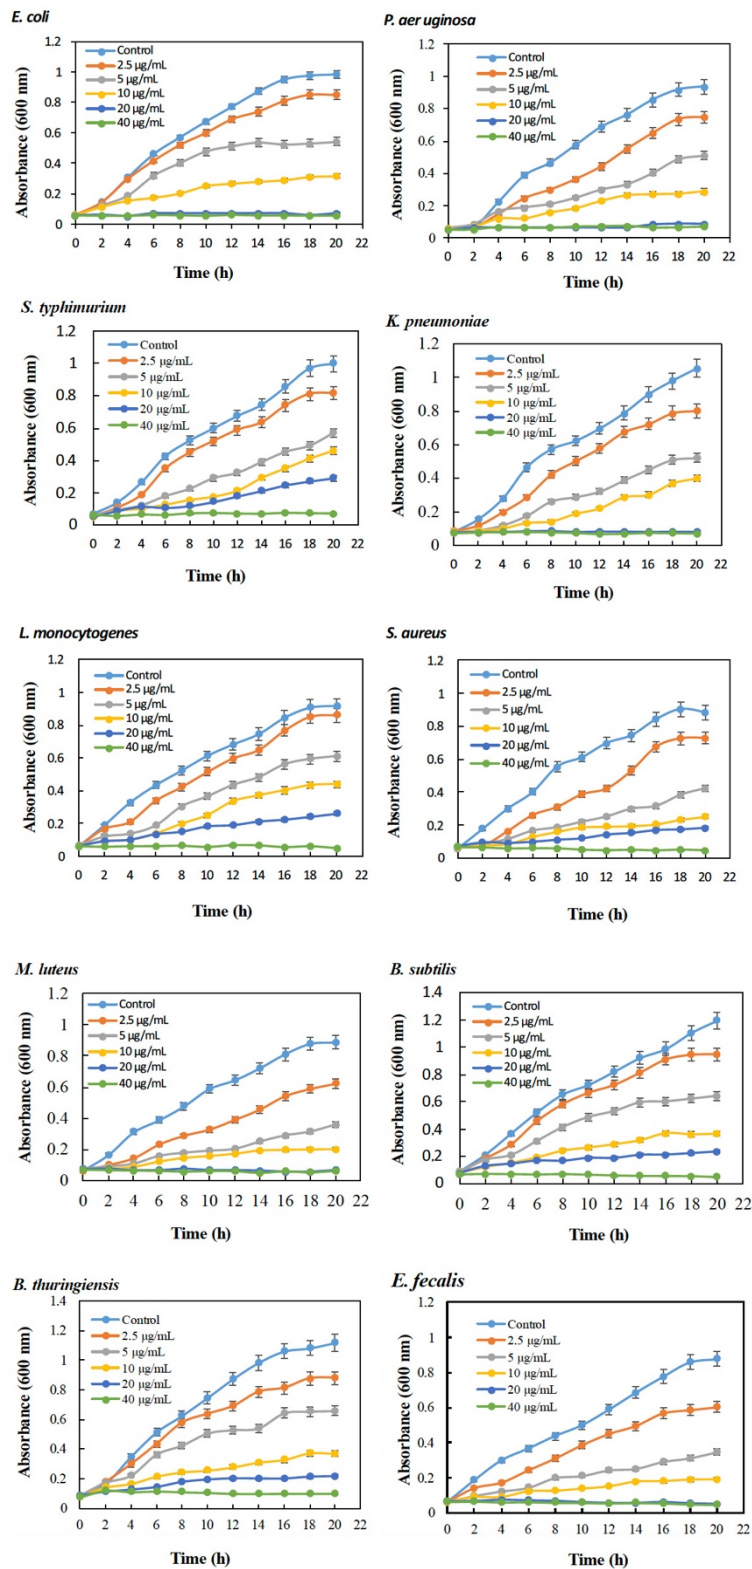 E. coli
Absorbance (600 nm)
1.2
1
0.8
0.6
0.4
0.2
0
Control
2.5 µg/mL
5 µg/mL
10 µg/mL
20 µg/mL
40 µg/mL
0 2 4 6 8 10 12 14 16 18 20 22
Time (h)
P. aer uginosa
Absorbance (600 nm)
1.2
1
0.8
0.6
0.4
0.2
0
Control
2.5 µg/mL
5 µg/mL
10 µg/mL
20 µg/mL
40 µg/mL
0 2 4 6 8 10 12 14 16 18 20 22
Time (h)
S. typhimurium
Absorbance (600 nm)
1.2
1
0.8
0.6
0.4
0.2
0
Control
2.5 µg/mL
5 µg/mL
10 µg/mL
20 µg/mL
40 µg/mL
0 2 4 6 8 10 12 14 16 18 20 22
Time (h)
K. pneumoniae
Absorbance (600 nm)
1.2
1
0.8
0.6
0.4
0.2
0
Control
2.5 µg/mL
5 µg/mL
10 µg/mL
20 µg/mL
40 µg/mL
0 2 4 6 8 10 12 14 16 18 20 22
Time (h)
L. monocytogenes
Absorbance (600 nm)
1.2
1
0.8
0.6
0.4
0.2
0
Control
2.5 µg/mL
5 µg/mL
10 µg/mL
20 µg/mL
40 µg/mL
0 2 4 6 8 10 12 14 16 18 20 22
Time (h)
S. aureus
Absorbance (600 nm)
1.2
1
0.8
0.6
0.4
0.2
0
Control
2.5 µg/mL
5 µg/mL
10 µg/mL
20 µg/mL
40 µg/mL
0 2 4 6 8 10 12 14 16 18 20 22
Time (h)
M. luteus
Absorbance (600 nm)
1.2
1
0.8
0.6
0.4
0.2
0
Control
2.5 µg/mL
5 µg/mL
10 µg/mL
20 µg/mL
40 µg/mL
0 2 4 6 8 10 12 14 16 18 20 22
Time (h)
B. subtilis
Absorbance (600 nm)
1.4
1.2
1
0.8
0.6
0.4
0.2
0
Control
2.5 µg/mL
5 µg/mL
10 µg/mL
20 µg/mL
40 µg/mL
0 2 4 6 8 10 12 14 16 18 20 22
Time (h)
B. thuringiensis
Absorbance (600 nm)
1.4
1.2
1
0.8
0.6
0.4
0.2
0
Control
2.5 µg/mL
5 µg/mL
10 µg/mL
20 µg/mL
40 µg/mL
0 2 4 6 8 10 12 14 16 18 20 22
Time (h)
E. fecalis
Absorbance (600 nm)
1.2
1
0.8
0.6
0.4
0.2
0
Control
2.5 µg/mL
5 µg/mL
10 µg/mL
20 µg/mL
40 µg/mL
0 2 4 6 8 10 12 14 16 18 20 22
Time (h)